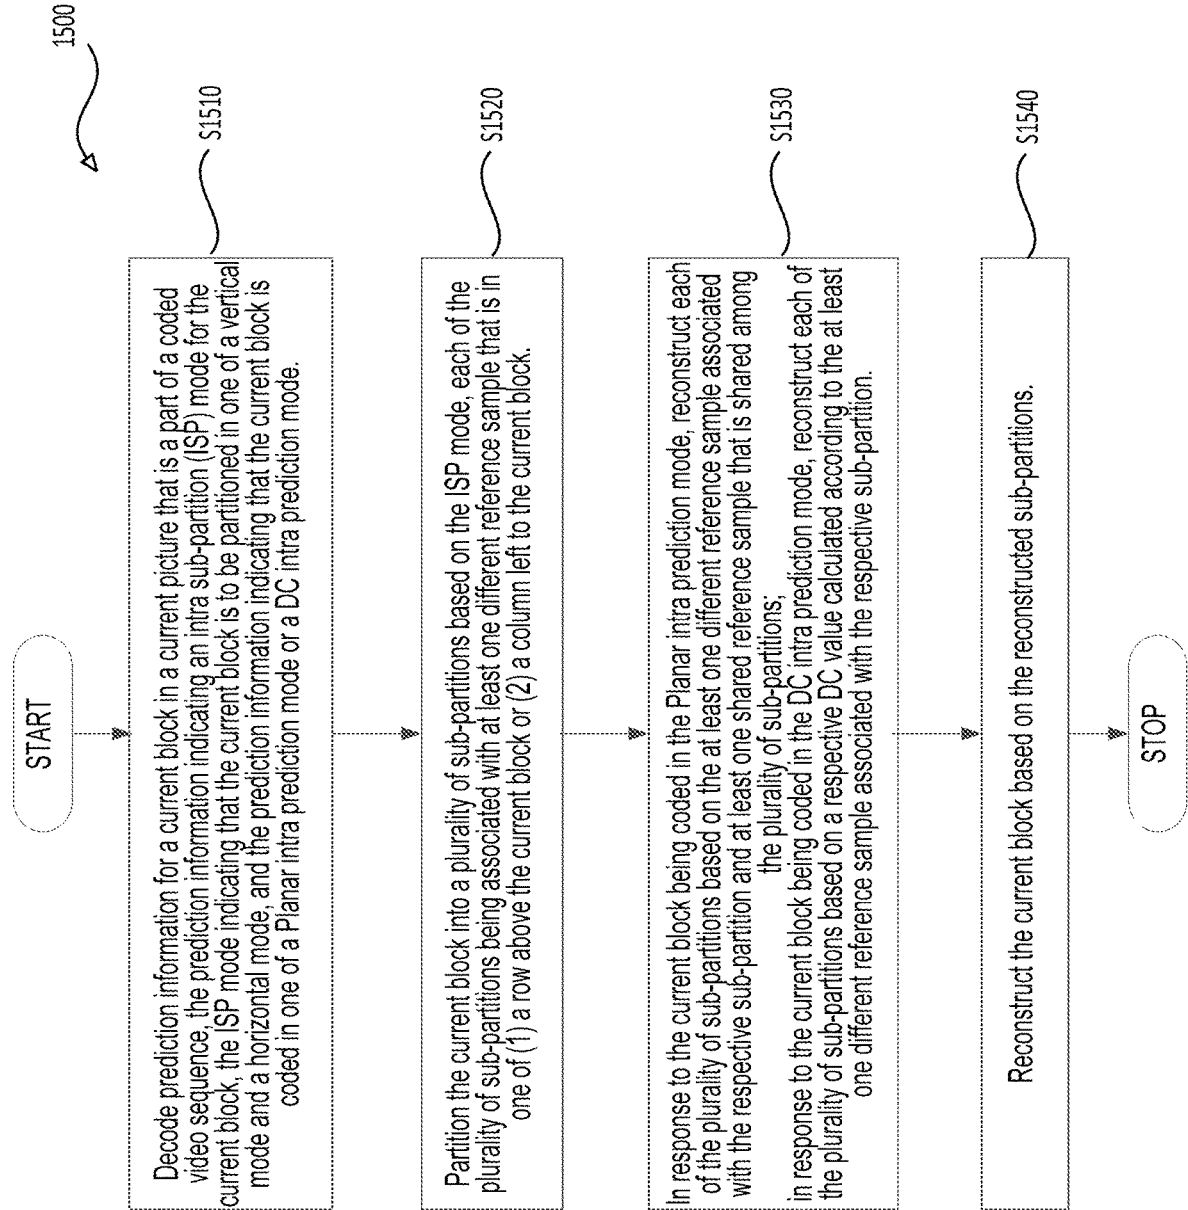 1500
START
Decode prediction information for a current block in a current picture that is a part of a coded
video sequence, the prediction information indicating an intra sub-partition (ISP) mode for the
current block, the ISP mode indicating that the current block is to be partitioned in one of a vertical
mode and a horizontal mode, and the prediction information indicating that the current block is
coded in one of a Planar intra prediction mode or a DC intra prediction mode.
S1510
Partition the current block into a plurality of sub-partitions based on the ISP mode, each of the
plurality of sub-partitions being associated with at least one different reference sample that is in
one of (1) a row above the current block or (2) a column left to the current block.
S1520
In response to the current block being coded in the Planar intra prediction mode, reconstruct each
of the plurality of sub-partitions based on the at least one different reference sample associated
with the respective sub-partition and at least one shared reference sample that is shared among
the plurality of sub-partitions;
in response to the current block being coded in the DC intra prediction mode, reconstruct each of
the plurality of sub-partitions based on a respective DC value calculated according to the at least
one different reference sample associated with the respective sub-partition.
S1530
Reconstruct the current block based on the reconstructed sub-partitions.
S1540
STOP